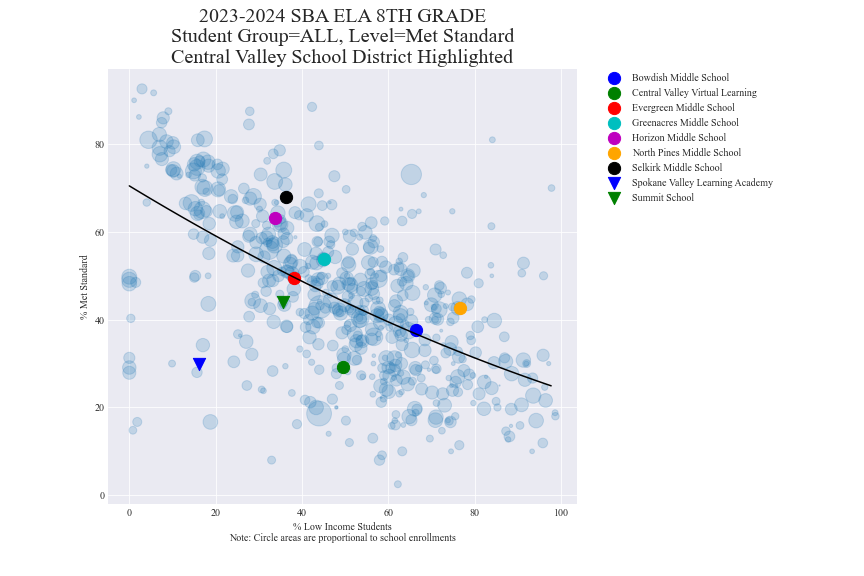 2023-2024 SBA ELA 8TH GRADE
Student Group=ALL, Level=Met Standard
Central Valley School District Highlighted
Bowdish Middle School
Central Valley Virtual Learning
Evergreen Middle School
Greenacres Middle School
Horizon Middle School
North Pines Middle School
Selkirk Middle School
Spokane Valley Learning Academy
Summit School
% Met Standard
80
60
40
20
0
0 20 40 60 80 100
% Low Income Students
Note: Circle areas are proportional to school enrollments